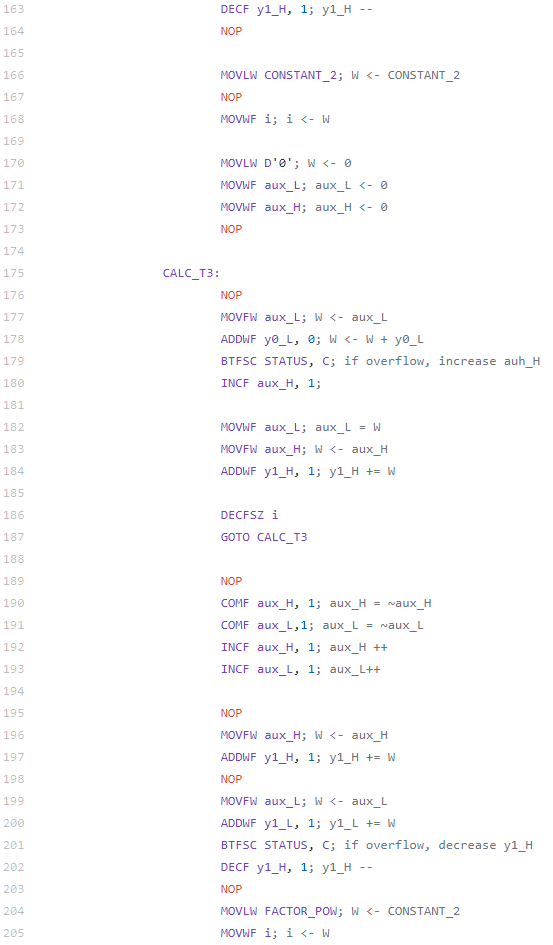 163 DECF y1_H, 1; y1_H --
164 NOP
165
166 MOVLW CONSTANT_2; W <- CONSTANT_2
167 NOP
168 MOVWF i; i <- W
169
170 MOVLW D'0'; W <- 0
171 MOVWF aux_L; aux_L <- 0
172 MOVWF aux_H; aux_H <- 0
173 NOP
174
175 CALC_T3:
176 NOP
177 MOVFW aux_L; W <- aux_L
178 ADDWF y0_L, 0; W <- W + y0_L
179 BTFSC STATUS, C; if overflow, increase auh_H
180 INCF aux_H, 1;
181
182 MOVWF aux_L; aux_L = W
183 MOVFW aux_H; W <- aux_H
184 ADDWF y1_H, 1; y1_H += W
185
186 DECFSZ i
187 GOTO CALC_T3
188
189 NOP
190 COMF aux_H, 1; aux_H = ~aux_H
191 COMF aux_L,1; aux_L = ~aux_L
192 INCF aux_H, 1; aux_H ++
193 INCF aux_L, 1; aux_L++
194
195 NOP
196 MOVFW aux_H; W <- aux_H
197 ADDWF y1_H, 1; y1_H += W
198 NOP
199 MOVFW aux_L; W <- aux_L
200 ADDWF y1_L, 1; y1_L += W
201 BTFSC STATUS, C; if overflow, decrease y1_H
202 DECF y1_H, 1; y1_H --
203 NOP
204 MOVLW FACTOR_POW; W <- CONSTANT_2
205 MOVWF i; i <- W